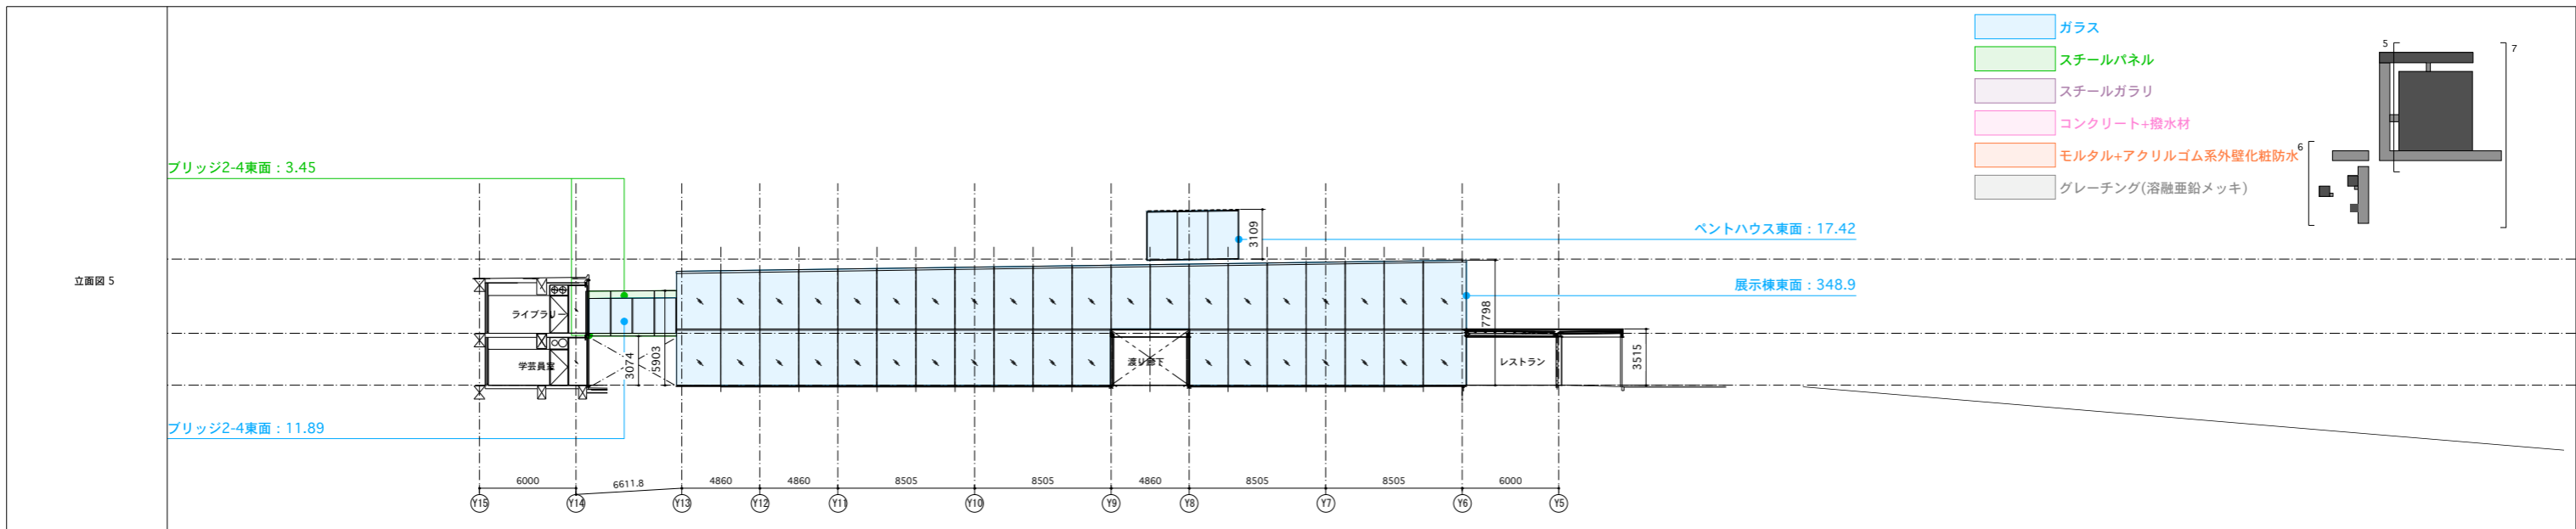 ガラス
スチールパネル
スチールガラリ
コンクリート+撥水材
モルタル+アクリルゴム系外壁化粧防水
グレーチング(溶融亜鉛メッキ)
5
7
6
ブリッジ2-4東面：3.45
ペントハウス東面：17.42
3109
立面図 5
展示棟東面：348.9
ライブラリー
7798
学芸員室
3074
5903
渡り廊下
レストラン
3515
ブリッジ2-4東面：11.89
6000
6611.8
4860
4860
8505
8505
4860
8505
8505
6000
Y15
Y14
Y13
Y12
Y11
Y10
Y9
Y8
Y7
Y6
Y5